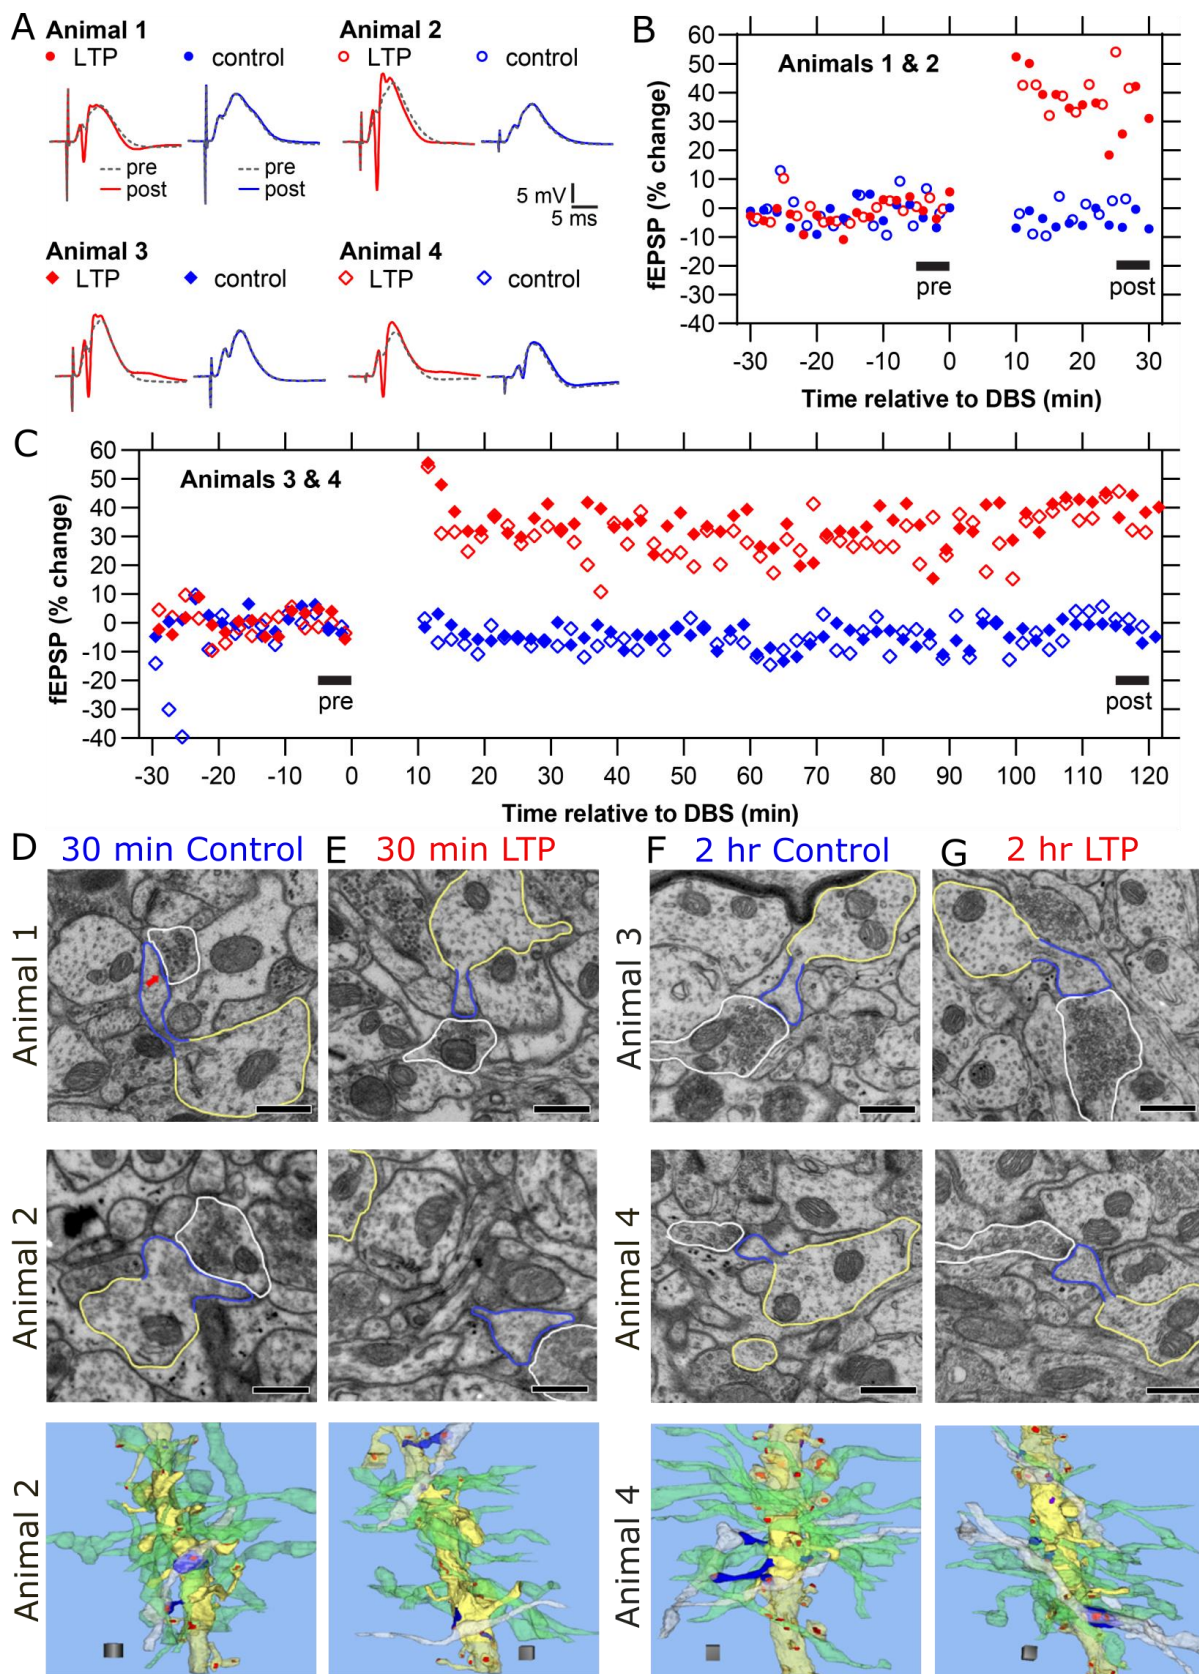 A
Animal 1
LTP
control
Animal 2
LTP
control
pre
post
pre
post
5 mV
5 ms
Animal 3
LTP
control
Animal 4
LTP
control
B
Animals 1 & 2
fEPSP (% change)
60
50
40
30
20
10
0
-10
-20
-30
-40
pre
post
-30
-20
-10
0
10
20
30
Time relative to DBS (min)
C
Animals 3 & 4
fEPSP (% change)
60
50
40
30
20
10
0
-10
-20
-30
-40
pre
post
-30
-20
-10
0
10
20
30
40
50
60
70
80
90
100
110
120
Time relative to DBS (min)
D
30 min Control
E
30 min LTP
F
2 hr Control
G
2 hr LTP
Animal 1
Animal 3
Animal 2
Animal 4
Animal 2
Animal 4